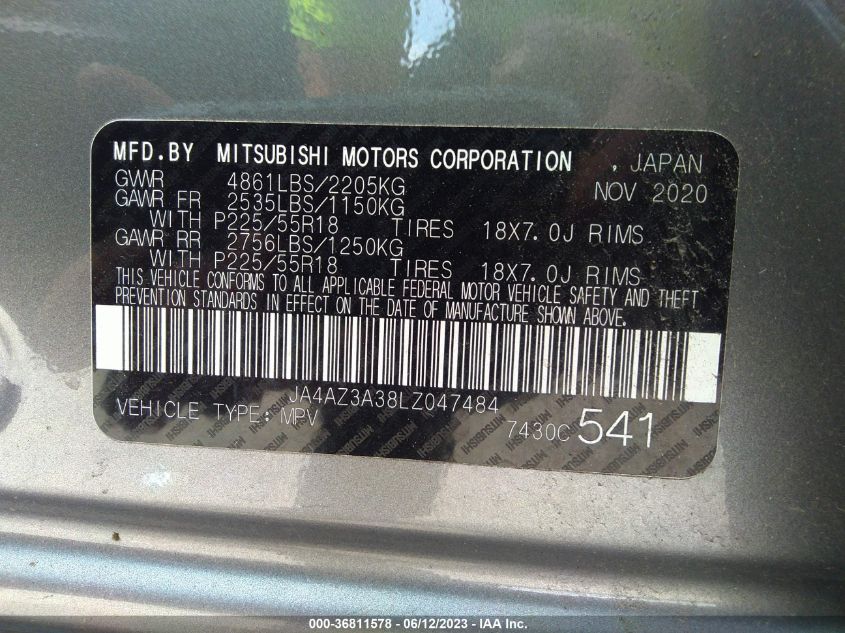 MFD.BY MITSUBISHI MOTORS CORPORATION , JAPAN
GVWR 4861LBS/2205KG NOV 2020
GAWR FR 2535LBS/1150KG
WITH P225/55R18 TIRES 18X7.0J RIMS
GAWR RR 2756LBS/1250KG
WITH P225/55R18 TIRES 18X7.0J RIMS
THIS VEHICLE CONFORMS TO ALL APPLICABLE FEDERAL MOTOR VEHICLE SAFETY AND THEFT
PREVENTION STANDARDS IN EFFECT ON THE DATE OF MANUFACTURE SHOWN ABOVE.
JA4AZ3A38LZ047484
VEHICLE TYPE:MPV 7430C 541
000-36811578 - 06/12/2023 - IAA Inc.